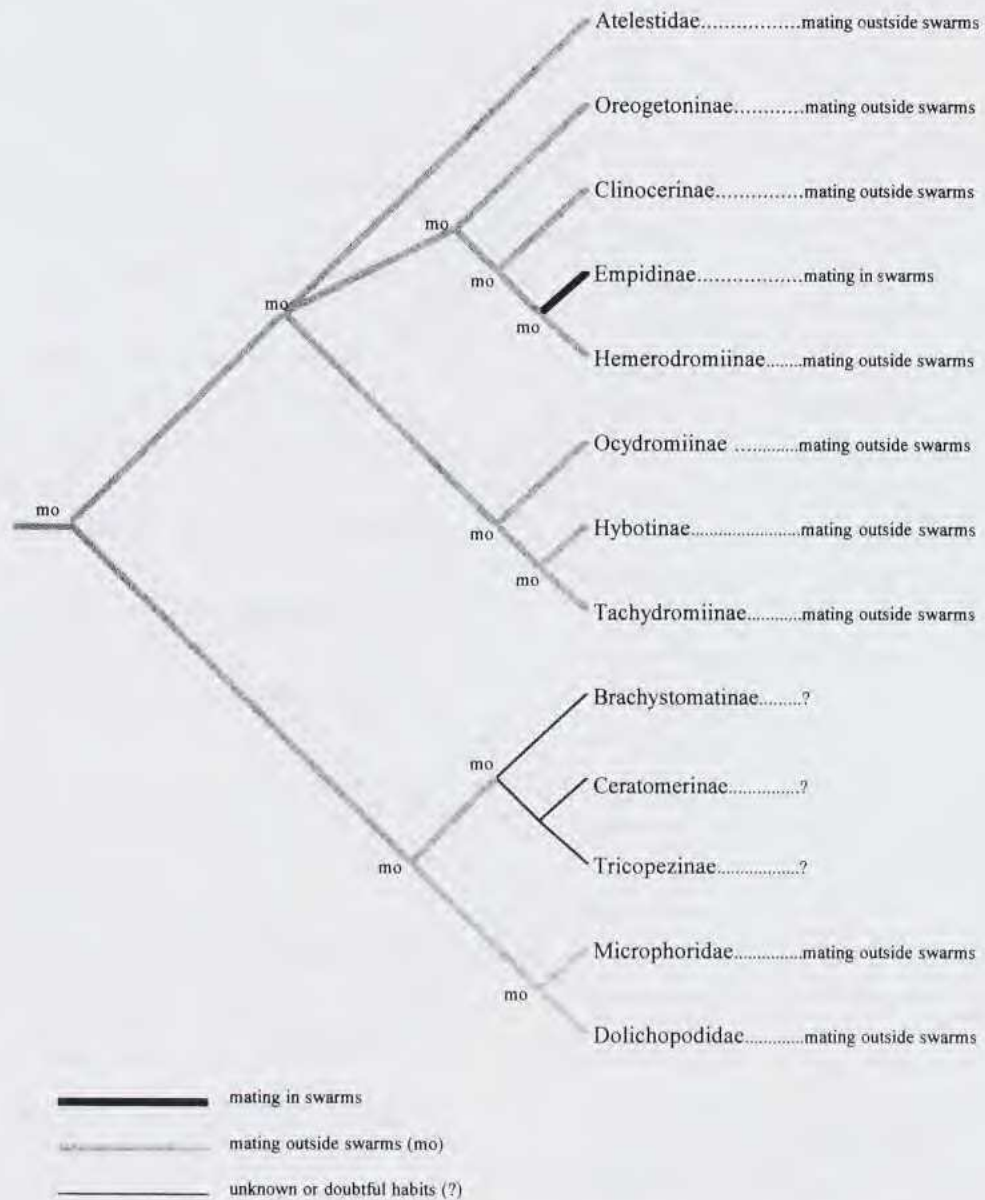 Atelestidae..................mating oustside swarms
Oreogetoninae.............mating outside swarms
mo
Clinocerinae................mating outside swarms
mo
Empidinae....................mating in swarms
mo
mo
Hemerodromiinae........mating outside swarms
Ocydromiinae ............mating outside swarms
mo
mo
Hybotinae........................mating outside swarms
mo
Tachydromiinae............mating outside swarms
Brachystomatinae.........?
mo
Ceratomerinae...............?
mo
Tricopezinae..................?
Microphoridae..............mating outside swarms
mo
Dolichopodidae.............mating outside swarms
mating in swarms
mating outside swarms (mo)
unknown or doubtful habits (?)